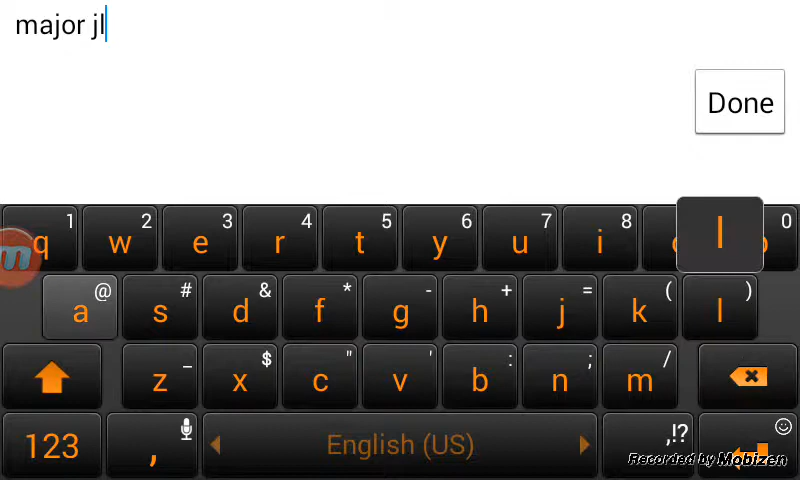 major jl
Done
1 2 3 4 5 6 7 8 0
q w e r t y u i
l
@ # & * - + = ( )
a s d f g h j k l
_ $ " ' : ; /
z x c v b n m
123 , English (US) ,!?
Recorded by Mobizen
m